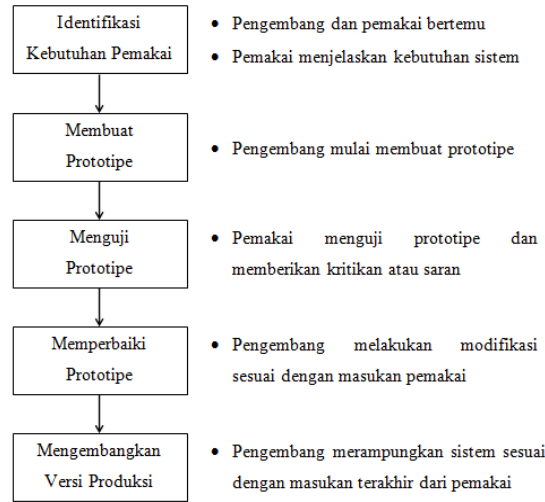 Identifikasi
Kebutuhan Pemakai
• Pengembang dan pemakai bertemu
• Pemakai menjelaskan kebutuhan sistem
Membuat
Prototipe
• Pengembang mulai membuat prototipe
Menguji
Prototipe
• Pemakai menguji prototipe dan
memberikan kritikan atau saran
Memperbaiki
Prototipe
• Pengembang melakukan modifikasi
sesuai dengan masukan pemakai
Mengembangkan
Versi Produksi
• Pengembang merampungkan sistem sesuai
dengan masukan terakhir dari pemakai